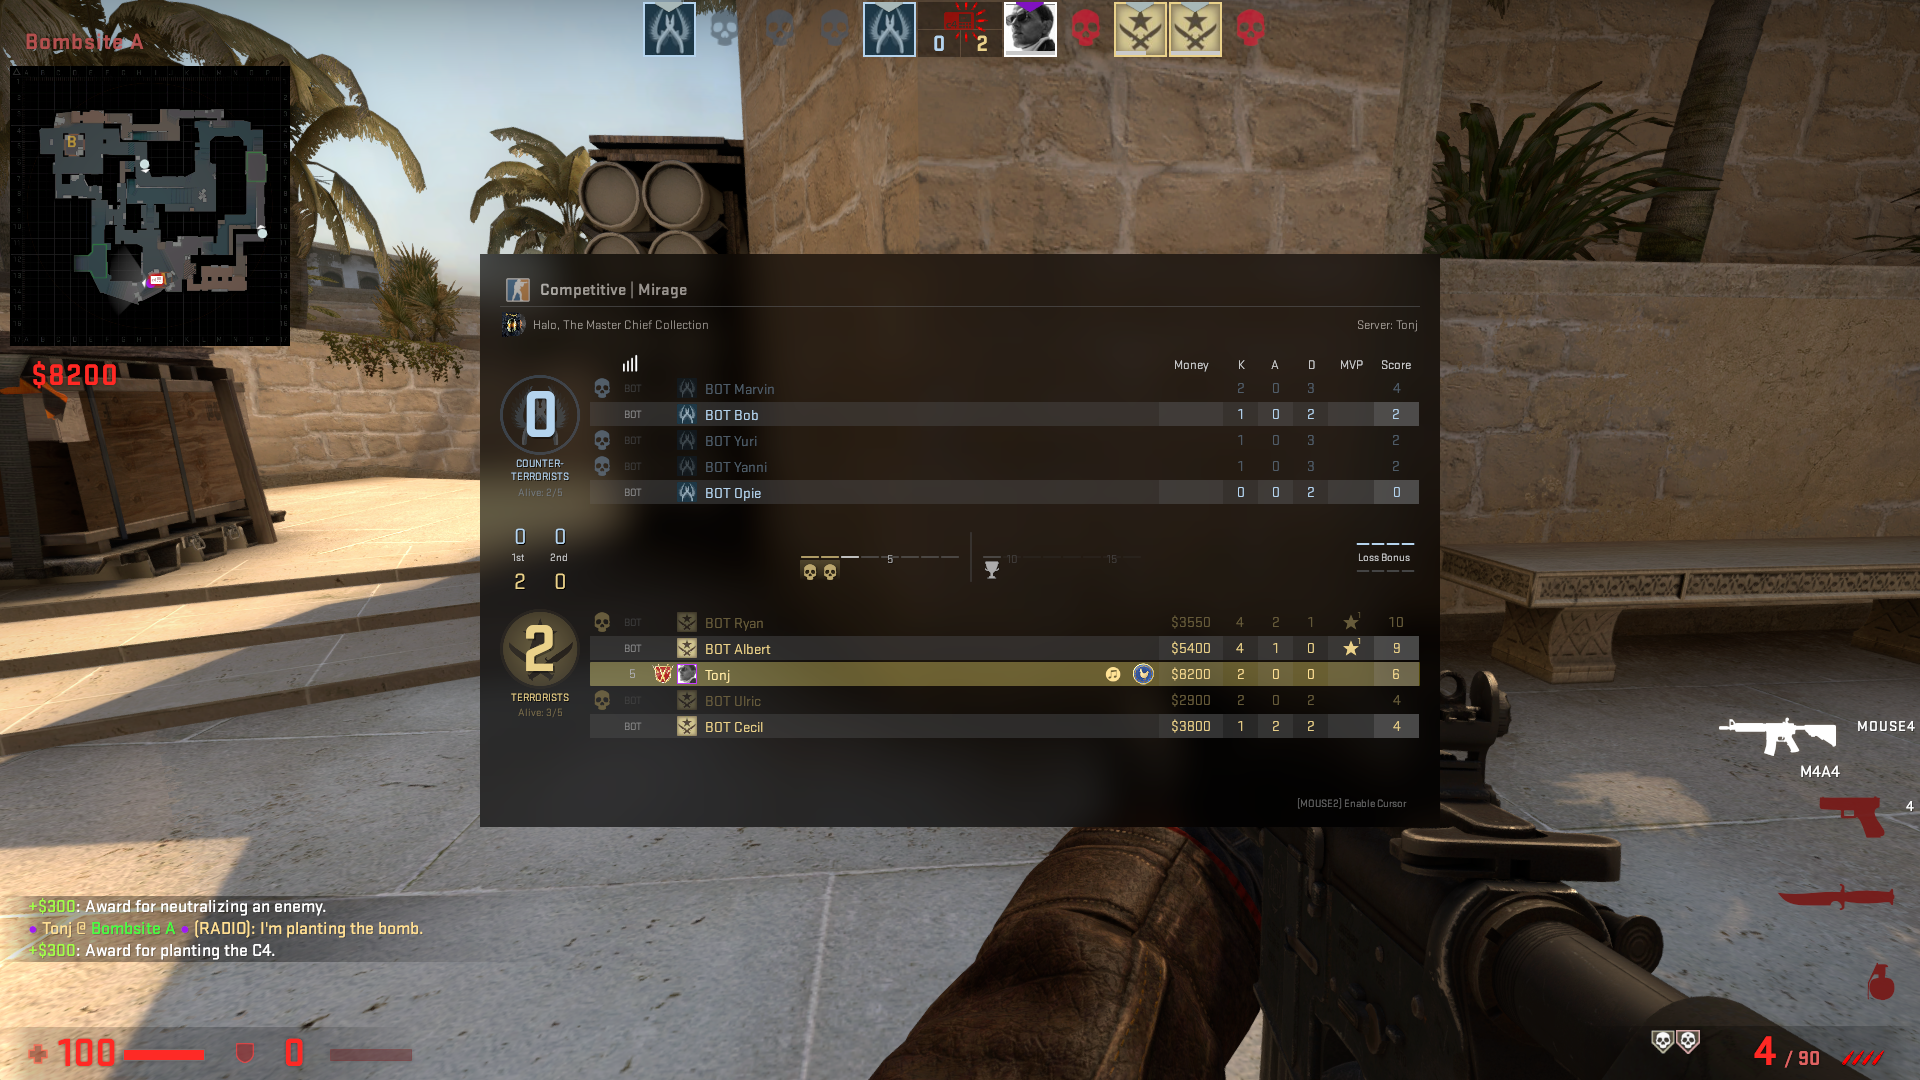 0 2
Bombsite A
B
$8200
Competitive | Mirage
Halo, The Master Chief Collection
Server: Tonj
Money K A D MVP Score
BOT BOT Marvin 2 0 3 4
BOT BOT Bob 1 0 2 2
BOT BOT Yuri 1 0 3 2
BOT BOT Yanni 1 0 3 2
BOT BOT Opie 0 0 2 0
0
COUNTER-
TERRORISTS
Alive: 2/5
0 0
1st 2nd
2 0
5 10 15
Loss Bonus
2
TERRORISTS
Alive: 3/5
BOT BOT Ryan $3550 4 2 1 1 10
BOT BOT Albert $5400 4 1 0 1 9
5 Tonj $8200 2 0 0 6
BOT BOT Ulric $2900 2 0 2 4
BOT BOT Cecil $3800 1 2 2 4
[MOUSE2] Enable Cursor
MOUSE4
M4A4
4
+$300: Award for neutralizing an enemy.
• Tonj @ Bombsite A • (RADIO): I'm planting the bomb.
+$300: Award for planting the C4.
100 0
4 / 90